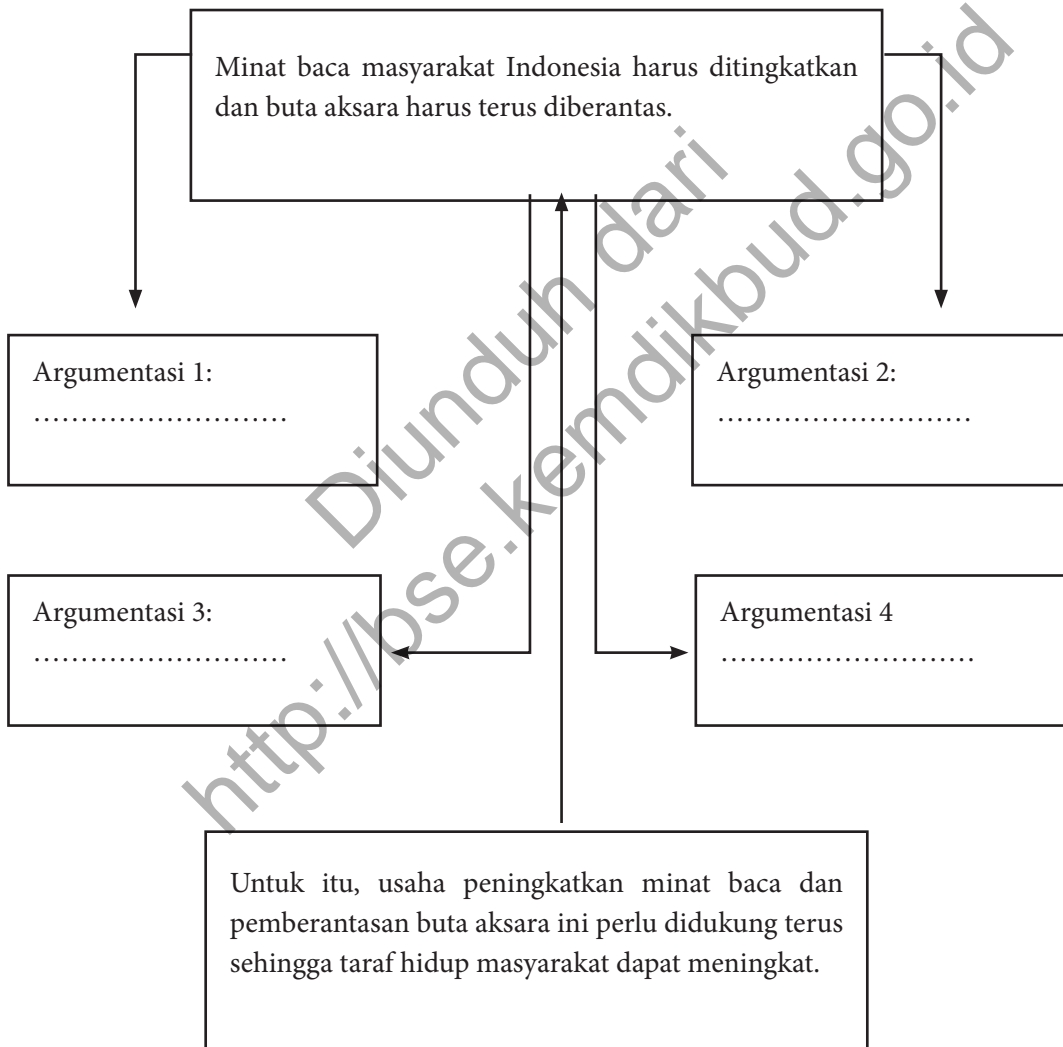 Minat baca masyarakat Indonesia harus ditingkatkan
dan buta aksara harus terus diberantas.
Argumentasi 1:
………………………
Argumentasi 2:
………………………
Argumentasi 3:
………………………
Argumentasi 4
………………………
Untuk itu, usaha peningkatkan minat baca dan
pemberantasan buta aksara ini perlu didukung terus
sehingga taraf hidup masyarakat dapat meningkat.
Diunduh dari
http://bse.kemdikbud.go.id